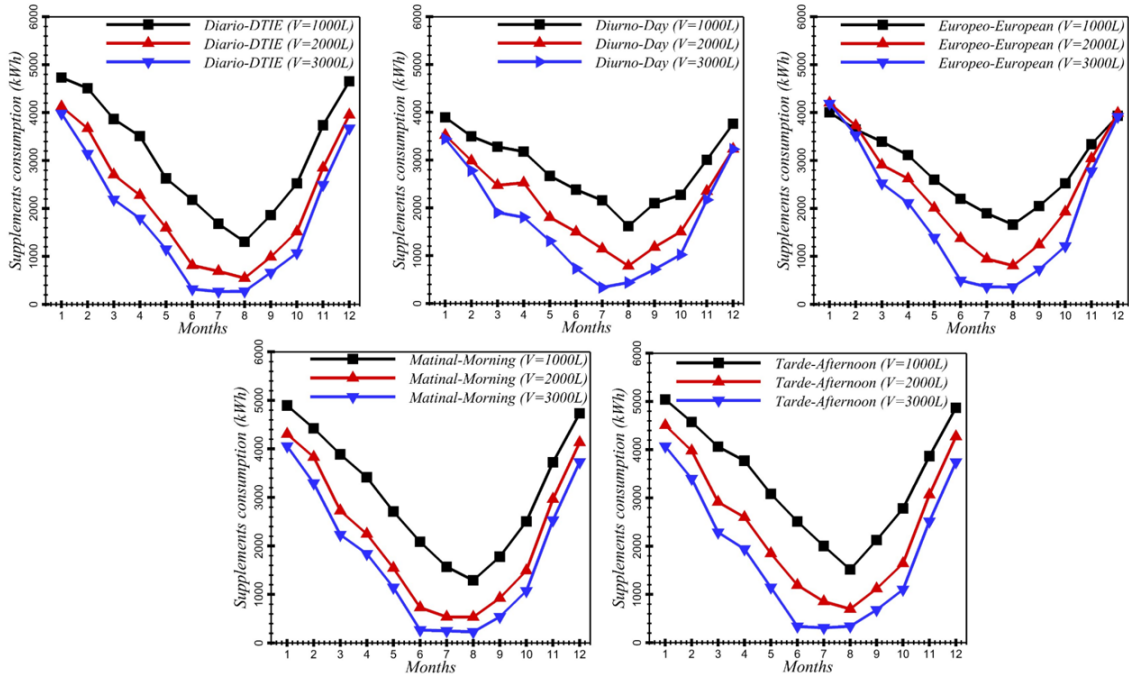 Supplements consumption (kWh)
6000
5000
4000
3000
2000
1000
0
Diario-DTIE (V=1000L)
Diario-DTIE (V=2000L)
Diario-DTIE (V=3000L)
1 2 3 4 5 6 7 8 9 10 11 12
Months
Supplements consumption (kWh)
6000
5000
4000
3000
2000
1000
0
Diurno-Day (V=1000L)
Diurno-Day (V=2000L)
Diurno-Day (V=3000L)
1 2 3 4 5 6 7 8 9 10 11 12
Months
Supplements consumption (kWh)
6000
5000
4000
3000
2000
1000
0
Europeo-European (V=1000L)
Europeo-European (V=2000L)
Europeo-European (V=3000L)
1 2 3 4 5 6 7 8 9 10 11 12
Months
Supplements consumption (kWh)
6000
5000
4000
3000
2000
1000
0
Matinal-Morning (V=1000L)
Matinal-Morning (V=2000L)
Matinal-Morning (V=3000L)
1 2 3 4 5 6 7 8 9 10 11 12
Months
Supplements consumption (kWh)
6000
5000
4000
3000
2000
1000
0
Tarde-Afternoon (V=1000L)
Tarde-Afternoon (V=2000L)
Tarde-Afternoon (V=3000L)
1 2 3 4 5 6 7 8 9 10 11 12
Months